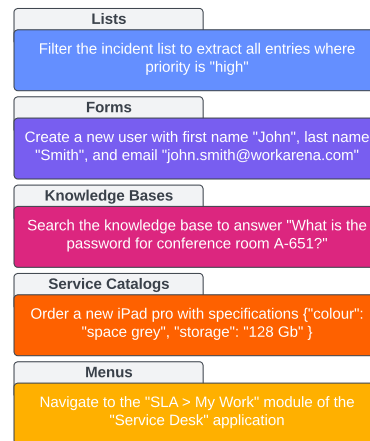 Lists
Filter the incident list to extract all entries where
priority is "high"
Forms
Create a new user with first name "John", last name
"Smith", and email "john.smith@workarena.com"
Knowledge Bases
Search the knowledge base to answer "What is the
password for conference room A-651?"
Service Catalogs
Order a new iPad pro with specifications {"colour":
"space grey", "storage": "128 Gb" }
Menus
Navigate to the "SLA > My Work" module of the
"Service Desk" application